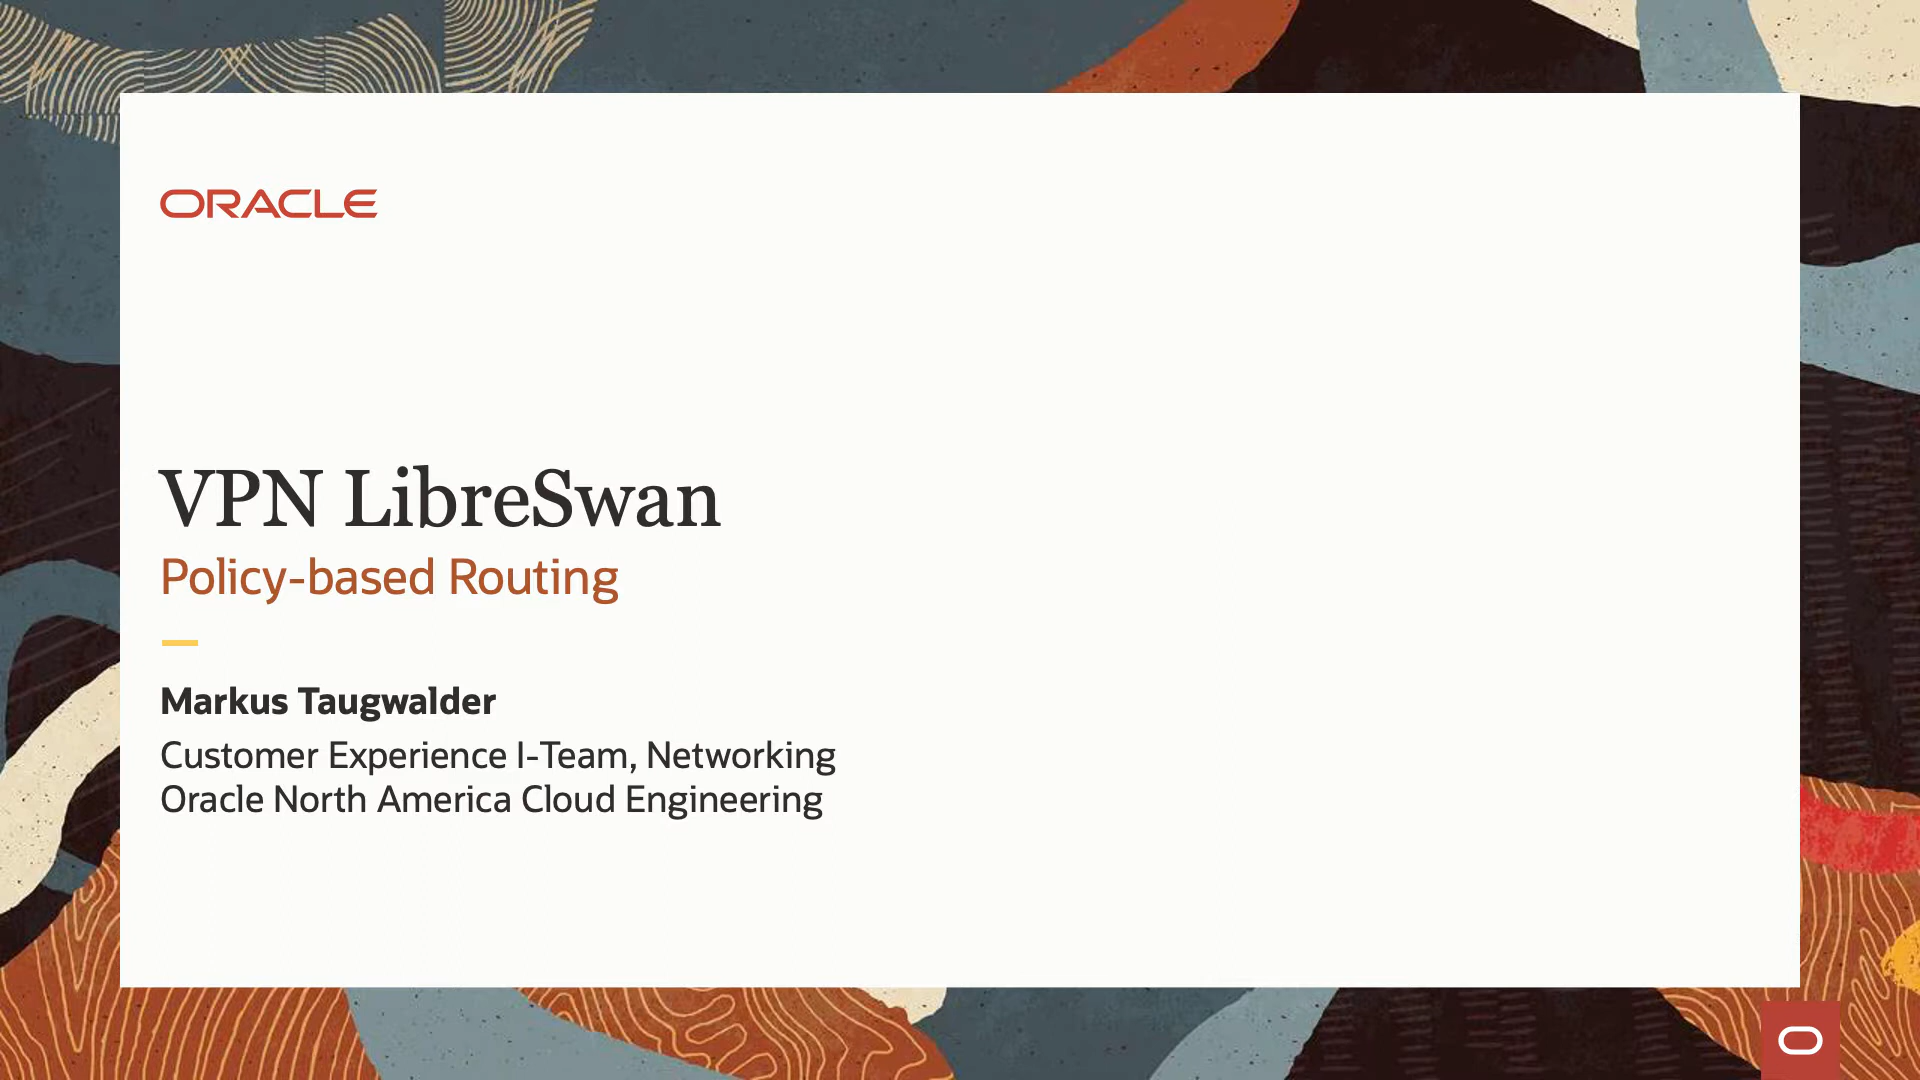 ORACLE
VPN LibreSwan
Policy-based Routing
Markus Taugwalder
Customer Experience I-Team, Networking
Oracle North America Cloud Engineering